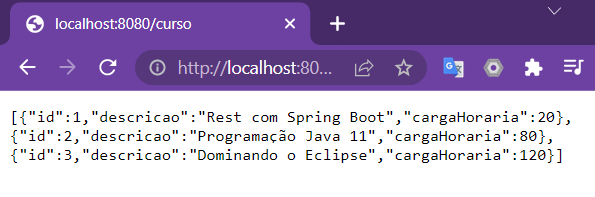 localhost:8080/curso
http://localhost:80...
[{"id":1,"descricao":"Rest com Spring Boot","cargaHoraria":20},
{"id":2,"descricao":"Programação Java 11","cargaHoraria":80},
{"id":3,"descricao":"Dominando o Eclipse","cargaHoraria":120}]